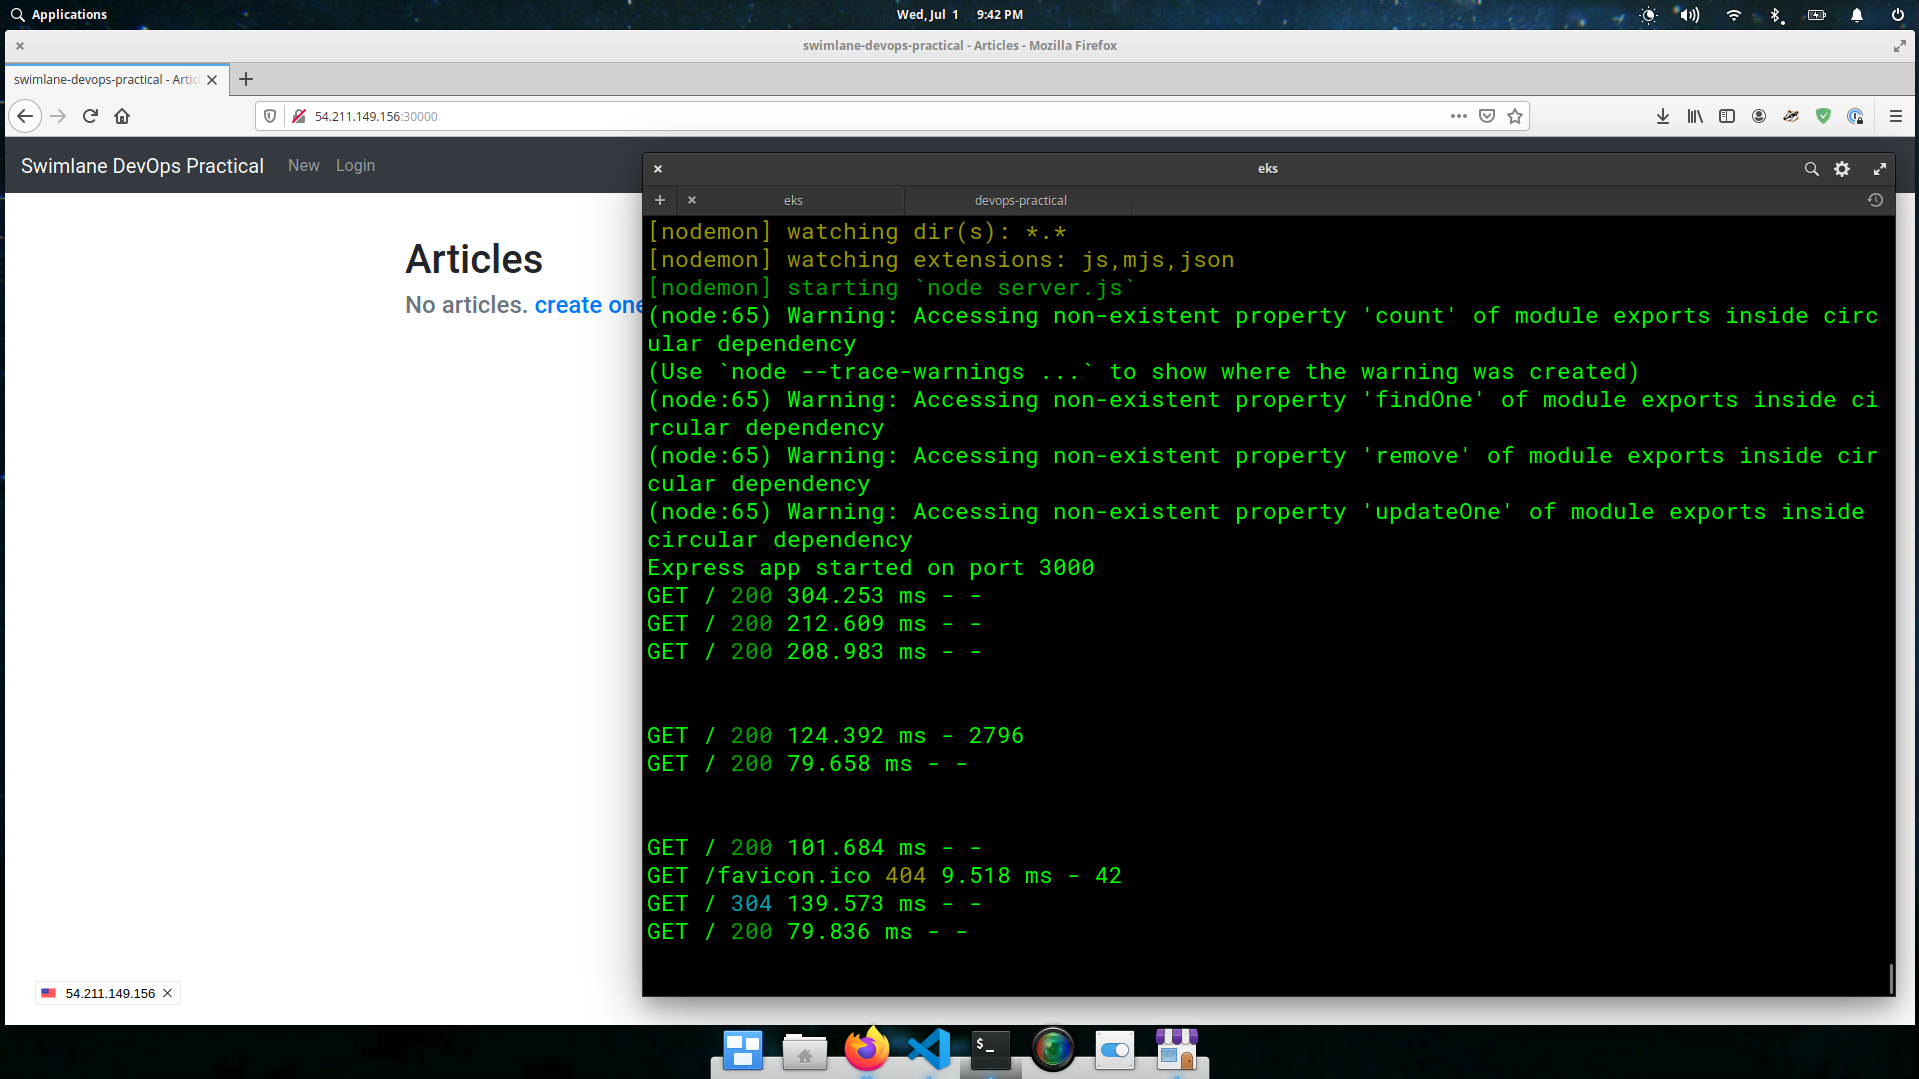 Applications
Wed, Jul 1 9:42 PM
swimlane-devops-practical - Articles - Mozilla Firefox
swimlane-devops-practical - Artic
54.211.149.156:30000
Swimlane DevOps Practical New Login
Articles
No articles. create one
eks
eks devops-practical
[nodemon] watching dir(s): *.*
[nodemon] watching extensions: js,mjs,json
[nodemon] starting `node server.js`
(node:65) Warning: Accessing non-existent property 'count' of module exports inside circ
ular dependency
(Use `node --trace-warnings ...` to show where the warning was created)
(node:65) Warning: Accessing non-existent property 'findOne' of module exports inside ci
rcular dependency
(node:65) Warning: Accessing non-existent property 'remove' of module exports inside cir
cular dependency
(node:65) Warning: Accessing non-existent property 'updateOne' of module exports inside
circular dependency
Express app started on port 3000
GET / 200 304.253 ms - -
GET / 200 212.609 ms - -
GET / 200 208.983 ms - -
GET / 200 124.392 ms - 2796
GET / 200 79.658 ms - -
GET / 200 101.684 ms - -
GET /favicon.ico 404 9.518 ms - 42
GET / 304 139.573 ms - -
GET / 200 79.836 ms - -
54.211.149.156
$_